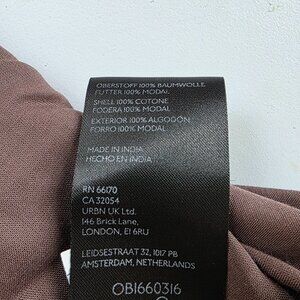 OBERSTOFF 100% BAUMWOLLE
FUTTER 100% MODAL
SHELL 100% COTONE
FODERA 100% MODAL
EXTERIOR 100% ALGODÓN
FORRO 100% MODAL
MADE IN INDIA
HECHO EN INDIA
RN 66170
CA 32054
URBN UK Ltd.
146 Brick Lane,
LONDON, E1 6RU
LEIDSESTRAAT 32, 1017 PB
AMSTERDAM, NETHERLANDS
OB1660316